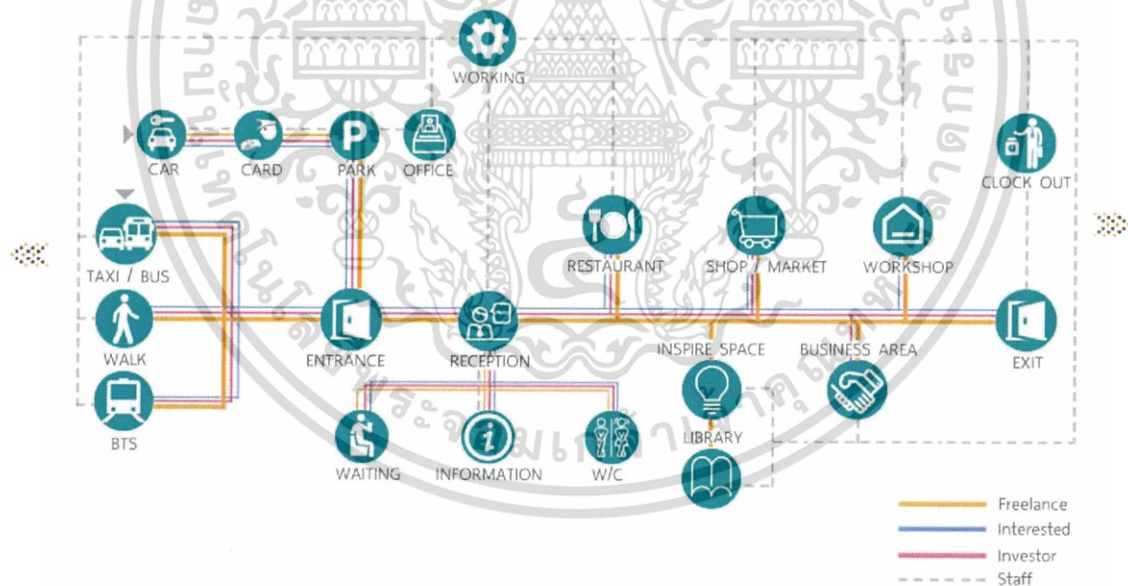 WORKING
CAR
CARD
P
PARK
OFFICE
CLOCK OUT
TAXI / BUS
RESTAURANT
SHOP / MARKET
WORKSHOP
WALK
ENTRANCE
RECEPTION
INSPIRE SPACE
BUSINESS AREA
EXIT
BTS
LIBRARY
WAITING
i
INFORMATION
W/C
Freelance
Interested
Investor
Staff